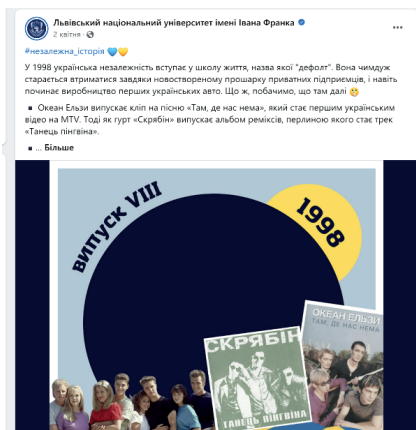 Львівський національний університет імені Івана Франка
2 квітня ·
#незалежна_історія
У 1998 українська незалежність вступає у школу життя, назва якої "дефолт". Вона чимдуж
старається втриматися завдяки новоствреному прошарку приватних підприємців, і навіть
починає виробництво перших українських авто. Що ж, побачимо, що там далі
▪ Океан Ельзи випускає кліп на пісню «Там, де нас нема», який стає першим українським
відео на MTV. Тоді як гурт «Скрябін» випускає альбом реміксів, перлиною якого стає трек
«Танець пінгвіна».
▪ ... Більше
ВИПУСК VIII
1998
СКРЯБІН
ТАНЕЦЬ ПІНГВІНА
ОКЕАН ЕЛЬЗИ
ТАМ, ДЕ НАС НЕМА